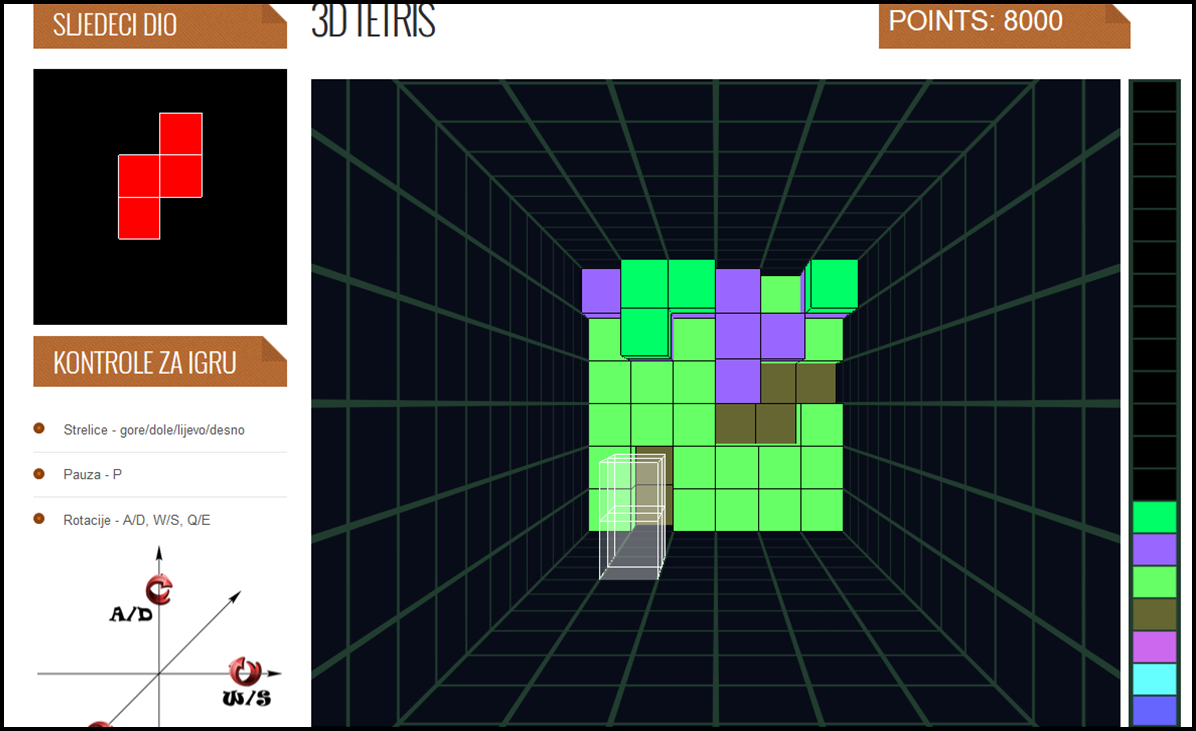 SLJEDECI DIO
3D TETRIS
POINTS: 8000
KONTROLE ZA IGRU
Strelice - gore/dole/lijevo/desno
Pauza - P
Rotacije - A/D, W/S, Q/E
A/D
W/S